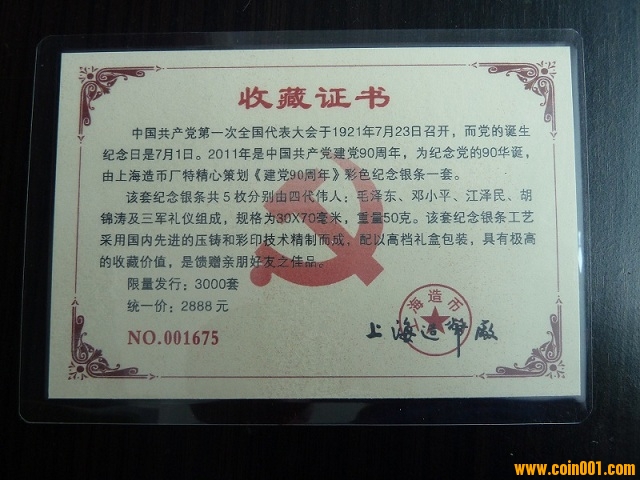 收藏证书
中国共产党第一次全国代表大会于1921年7月23日召开，而党的诞生
纪念日是7月1日。2011年是中国共产党建党90周年，为纪念党的90华诞，
由上海造币厂特精心策划《建党90周年》彩色纪念银条一套。
该套纪念银条共5枚分别由四代伟人：毛泽东、邓小平、江泽民、胡
锦涛及三军礼仪组成，规格为30X70毫米，重量50克。该套纪念银条工艺
采用国内先进的压铸和彩印技术精制而成，配以高档礼盒包装，具有极高
的收藏价值，是馈赠亲朋好友之佳品。
限量发行：3000套
统一价：2888元
上海造币
NO.001675
上海造幣廠
www.coin001.com